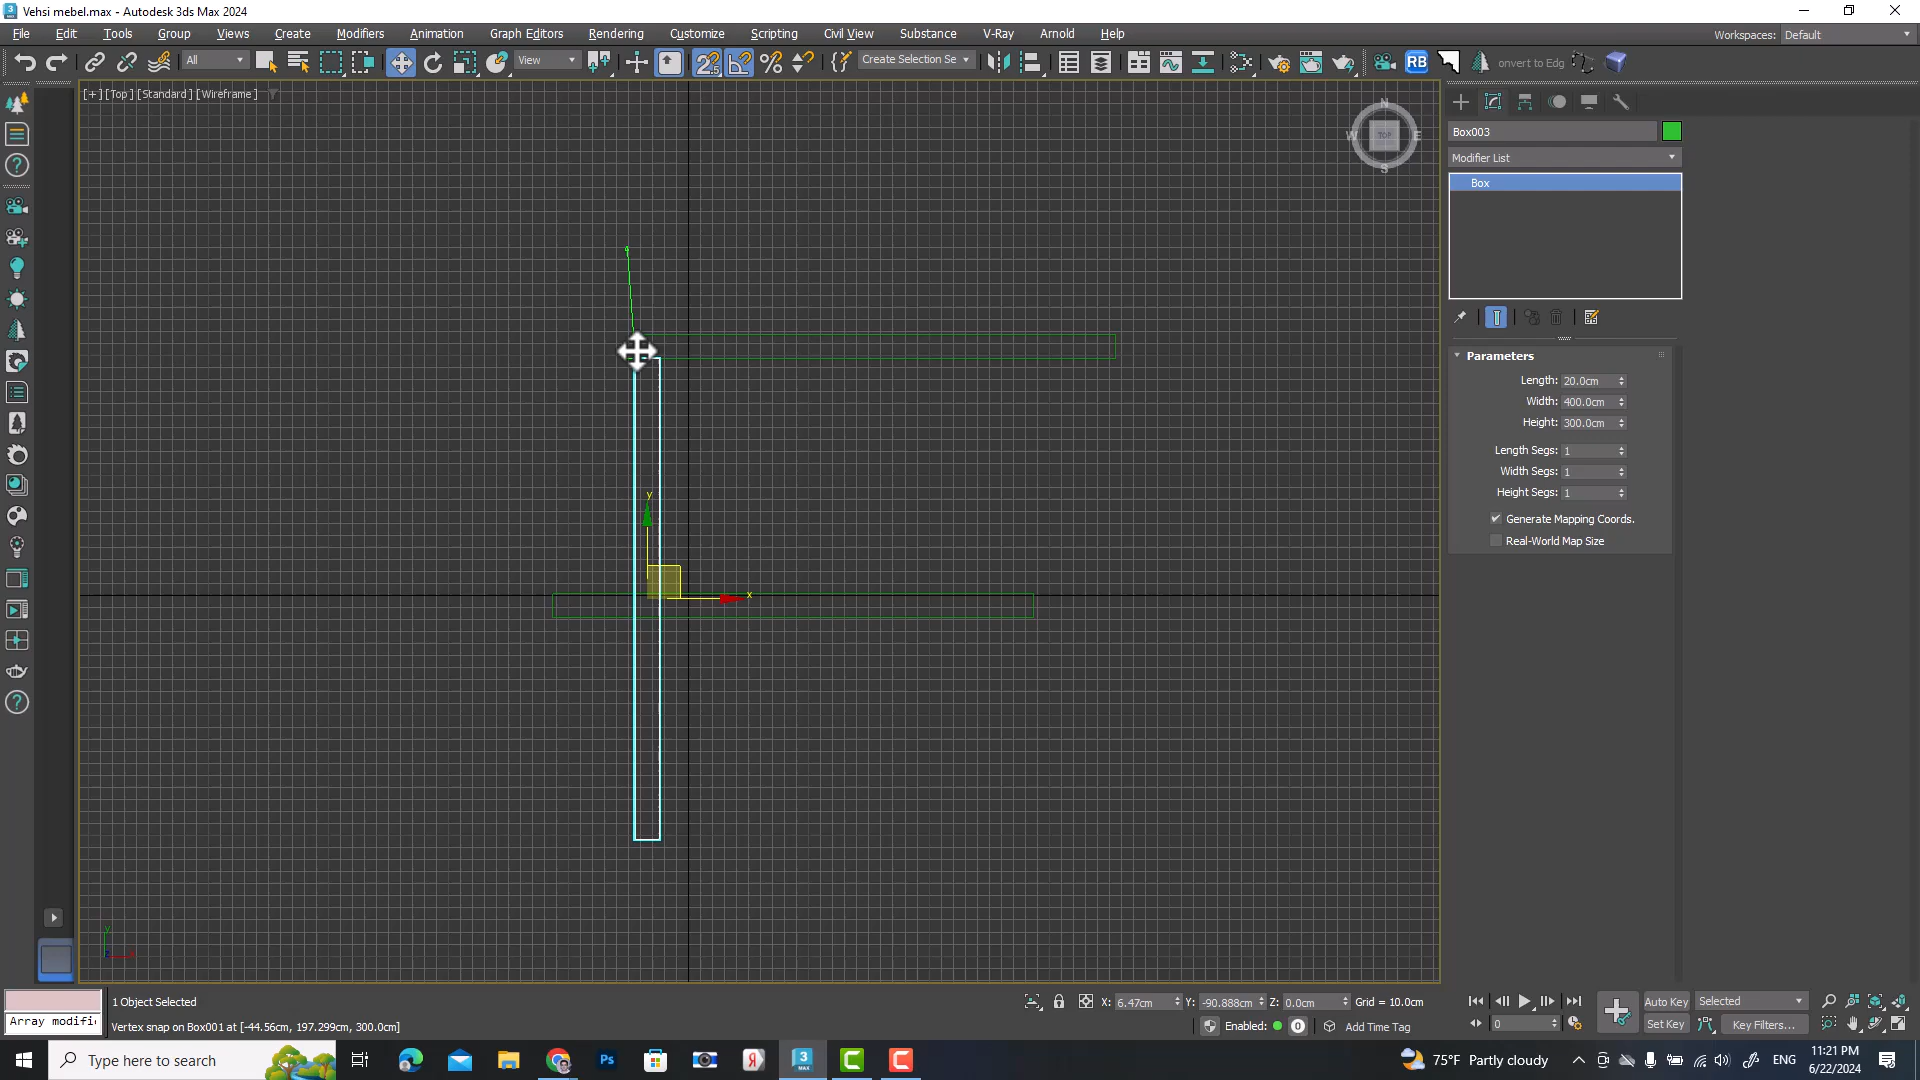 Vehsi mebel.max - Autodesk 3ds Max 2024
File Edit Tools Group Views Create Modifiers Animation Graph Editors Rendering Customize Scripting Civil View Substance V-Ray Arnold Help
Workspaces: Default
All
View
Create Selection Se
RB
onvert to Edg
[+] [Top] [Standard] [Wireframe]
N
W TOP E
S
Box003
Modifier List
Box
Parameters
Length: 20.0cm
Width: 400.0cm
Height: 300.0cm
Length Segs: 1
Width Segs: 1
Height Segs: 1
Generate Mapping Coords.
Real-World Map Size
y
x
y
1 Object Selected
X: 6.47cm Y: -90.888cm Z: 0.0cm Grid = 10.0cm
Auto Key Selected
Array modifi
Vertex snap on Box001 at [-44.56cm, 197.299cm, 300.0cm]
Enabled: 0 Add Time Tag
0
Set Key Key Filters...
Type here to search
Ps
Я
3
MAX
75°F Partly cloudy
ENG
11:21 PM
6/22/2024